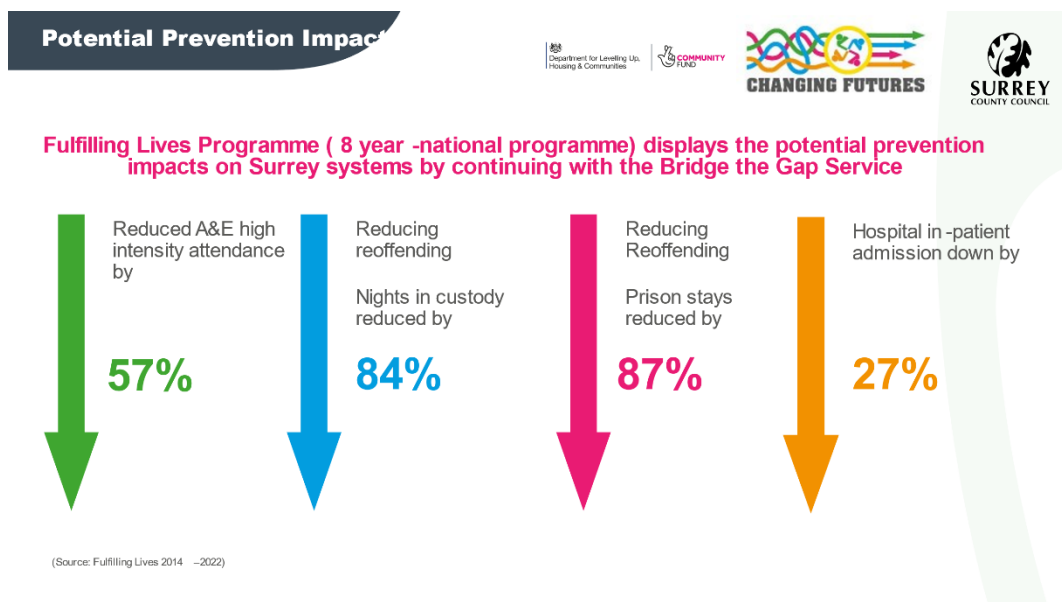 Potential Prevention Impact
Department for Levelling Up,
Housing & Communities
COMMUNITY
FUND
CHANGING FUTURES
SURREY
COUNTY COUNCIL
Fulfilling Lives Programme ( 8 year -national programme) displays the potential prevention
impacts on Surrey systems by continuing with the Bridge the Gap Service
Reduced A&E high
intensity attendance
by
57%
Reducing
reoffending
Nights in custody
reduced by
84%
Reducing
Reoffending
Prison stays
reduced by
87%
Hospital in -patient
admission down by
27%
(Source: Fulfilling Lives 2014 –2022)